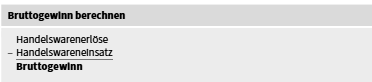 Bruttogewinn berechnen
Handelswarenerlöse
– Handelswareneinsatz
Bruttogewinn